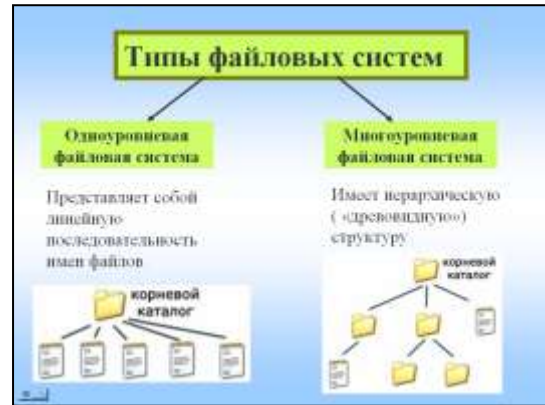 Типы файловых систем
Одноуровневая
файловая система
Многоуровневая
файловая система
Представляет собой
линейную
последовательность
имен файлов
Имеет иерархическую
( «древовидную»)
структуру
корневой
каталог
корневой
каталог